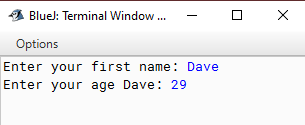 BlueJ: Terminal Window ...
Options
Enter your first name: Dave
Enter your age Dave: 29